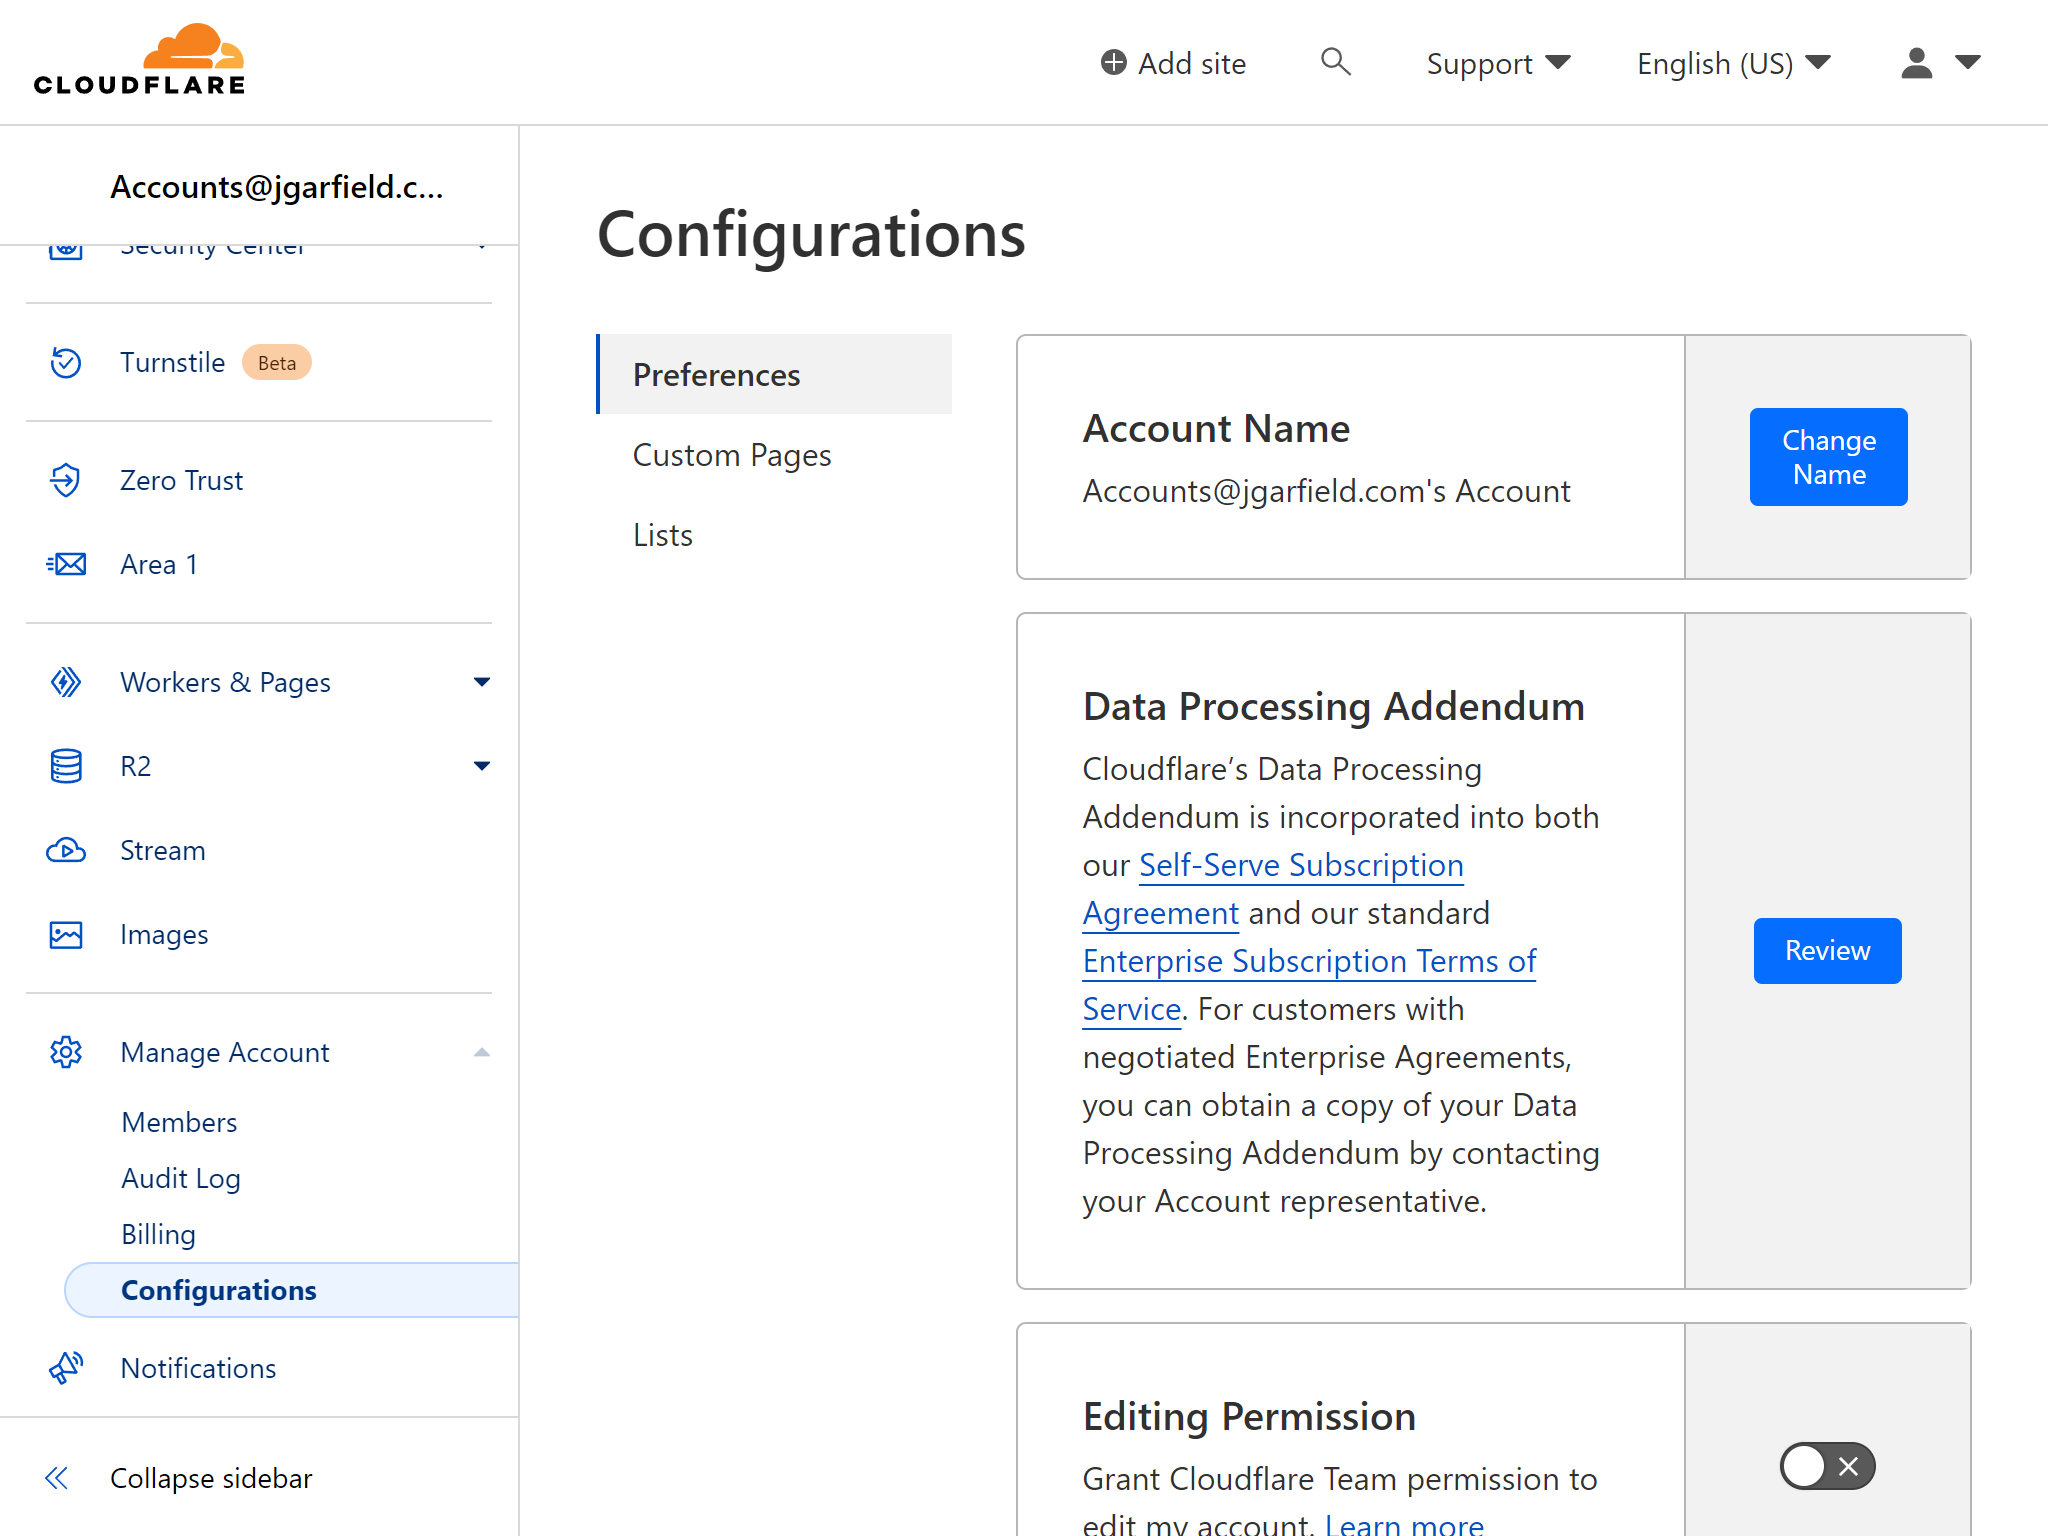 CLOUDFLARE
Add site
Support
English (US)
Accounts@jgarfield.c...
Security Center
Turnstile Beta
Zero Trust
Area 1
Workers & Pages
R2
Stream
Images
Manage Account
Members
Audit Log
Billing
Configurations
Notifications
Collapse sidebar
Configurations
Preferences
Custom Pages
Lists
Account Name
Accounts@jgarfield.com's Account
Change
Name
Data Processing Addendum
Cloudflare’s Data Processing
Addendum is incorporated into both
our Self-Serve Subscription
Agreement and our standard
Enterprise Subscription Terms of
Service. For customers with
negotiated Enterprise Agreements,
you can obtain a copy of your Data
Processing Addendum by contacting
your Account representative.
Review
Editing Permission
Grant Cloudflare Team permission to
edit my account. Learn more